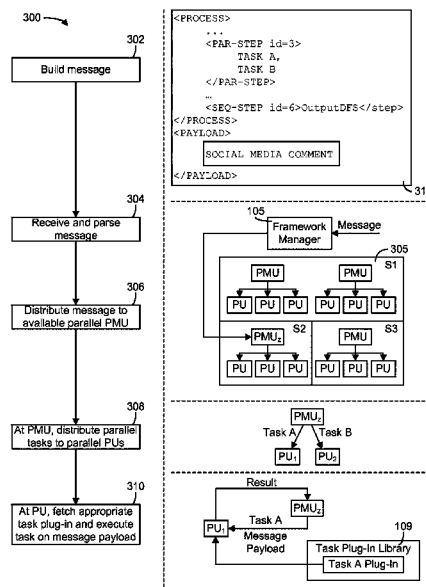 300
302
Build message
304
Receive and parse
message
306
Distribute message to
available parallel PMU
308
At PMU, distribute parallel
tasks to parallel PUs
310
At PU, fetch appropriate
task plug-in and execute
task on message payload
<PROCESS>
...
<PAR-STEP id=3>
TASK A,
TASK B
</PAR-STEP>
...
<SEQ-STEP id=6>OutputDFS</step>
</PROCESS>
<PAYLOAD>
SOCIAL MEDIA COMMENT
</PAYLOAD>
31
105
Framework
Manager
Message
305
S1
PMU PMU
PU PU PU PU PU PU
S2 S3
PMUz PMU
PU PU PU PU PU PU
PMUz
Task A Task B
PU1 PU2
Result
PMUz
PU1
Task A
Message
Payload
109
Task Plug-In Library
Task A Plug-In